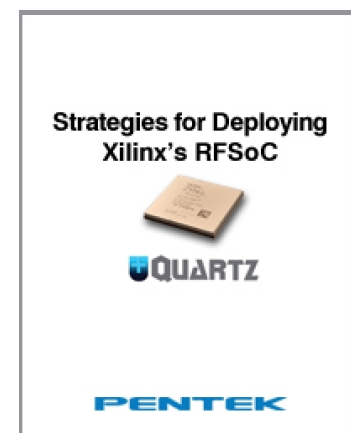 Strategies for Deploying
Xilinx's RFSoC
QUARTZ
PENTEK